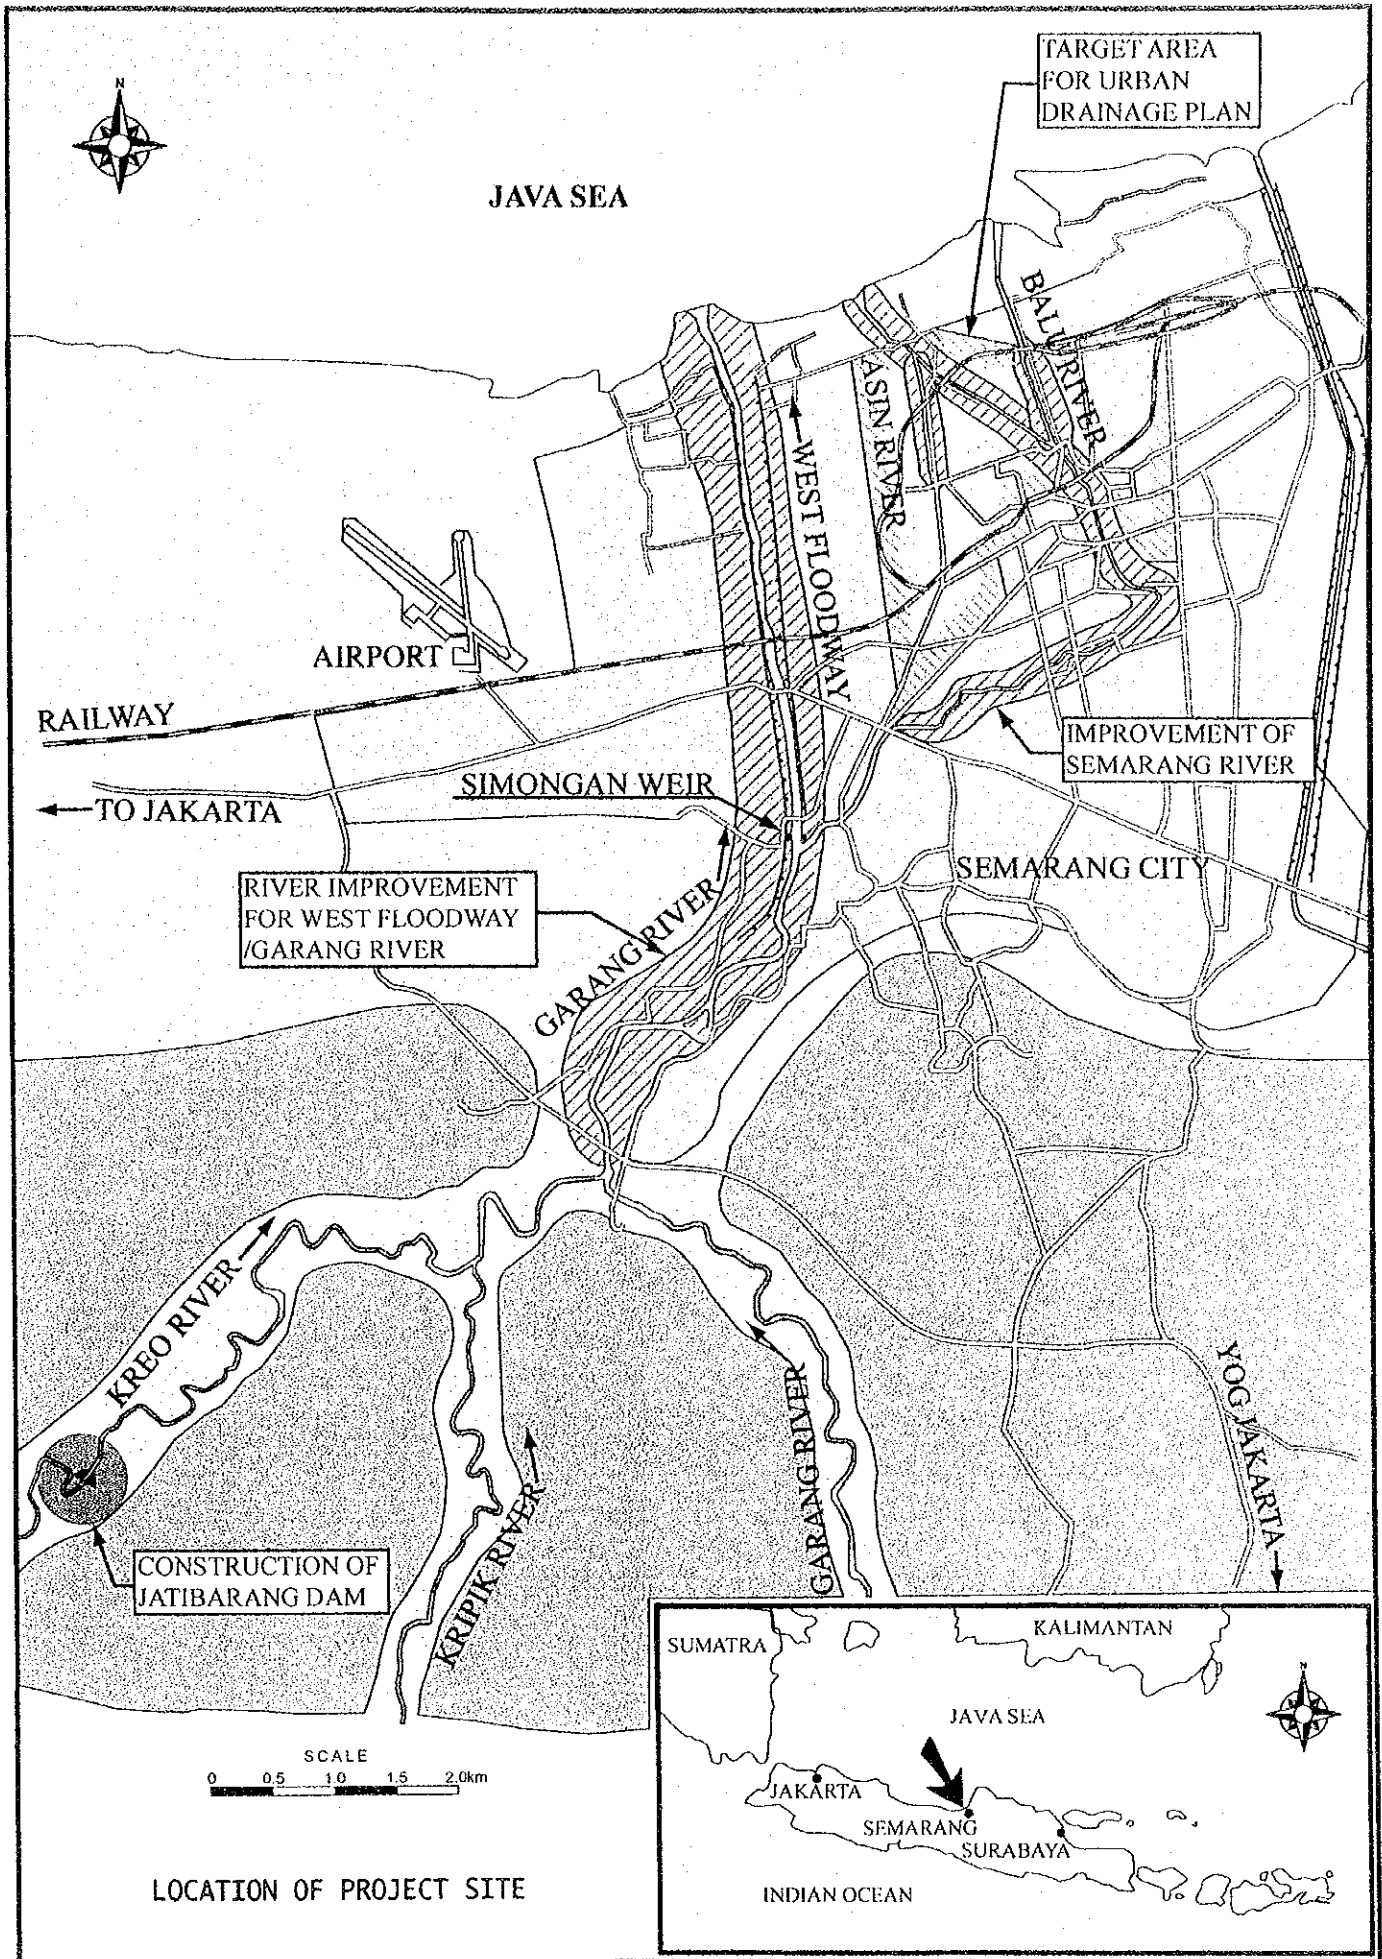 TARGET AREA
FOR URBAN
DRAINAGE PLAN
N
JAVA SEA
BALU RIVER
ASIN RIVER
WEST FLOODWAY
AIRPORT
RAILWAY
IMPROVEMENT OF
SEMARANG RIVER
SIMONGAN WEIR
TO JAKARTA
SEMARANG CITY
RIVER IMPROVEMENT
FOR WEST FLOODWAY
/GARANG RIVER
GARANG RIVER
KREO RIVER
YOGJAKARTA
GARANG RIVER
KRIPIK RIVER
CONSTRUCTION OF
JATIBARANG DAM
SUMATRA
KALIMANTAN
N
JAVA SEA
JAKARTA
SEMARANG
SURABAYA
INDIAN OCEAN
SCALE
0 0.5 1.0 1.5 2.0km
LOCATION OF PROJECT SITE